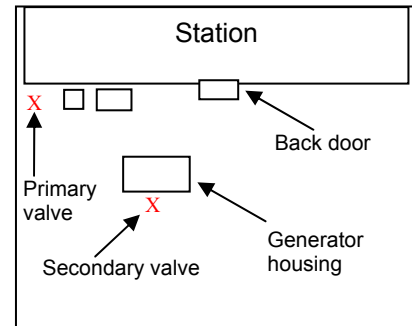 Station
X
Back door
Primary
valve
X
Secondary valve
Generator
housing